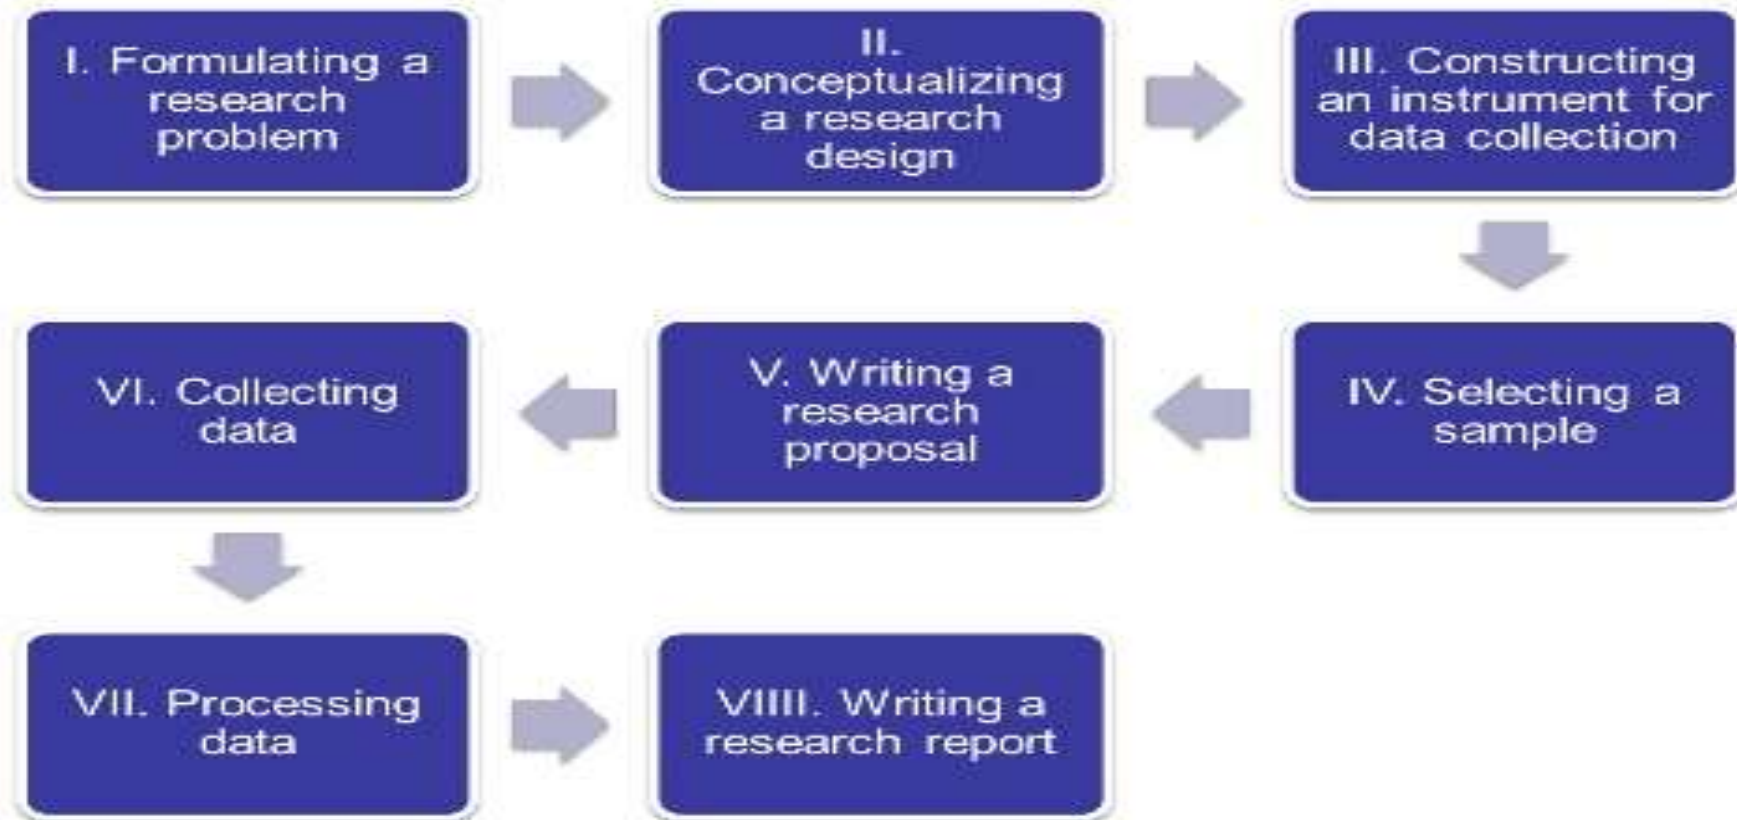 I. Formulating a
research
problem
II.
Conceptualizing
a research
design
III. Constructing
an instrument for
data collection
IV. Selecting a
sample
V. Writing a
research
proposal
VI. Collecting
data
VII. Processing
data
VIIII. Writing a
research report